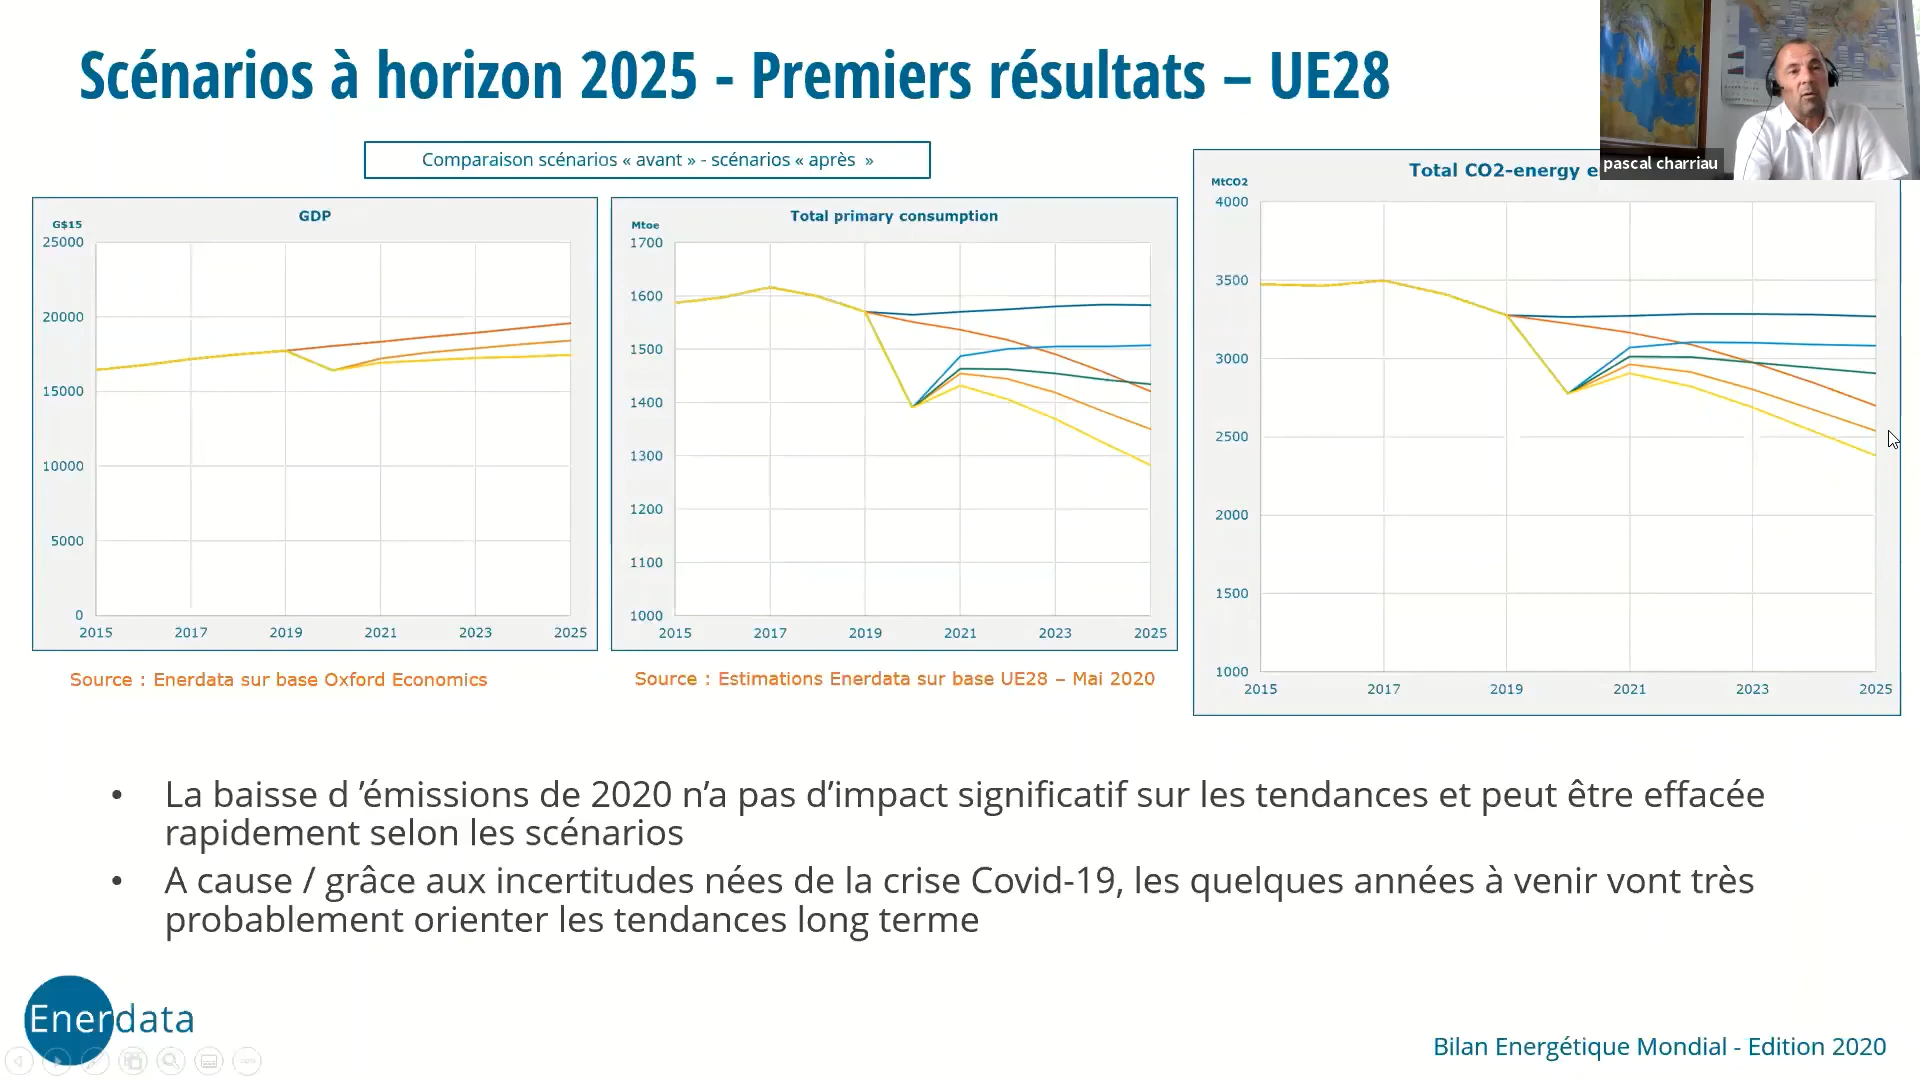 Scénarios à horizon 2025 - Premiers résultats – UE28
pascal charriau
Comparaison scénarios « avant » - scénarios « après  »
GDP
G$15
25000
20000
15000
10000
5000
0
2015 2017 2019 2021 2023 2025
Source : Enerdata sur base Oxford Economics
Total primary consumption
Mtoe
1700
1600
1500
1400
1300
1200
1100
1000
2015 2017 2019 2021 2023 2025
Source : Estimations Enerdata sur base UE28 – Mai 2020
Total CO2-energy e
MtCO2
4000
3500
3000
2500
2000
1500
1000
2015 2017 2019 2021 2023 2025
• La baisse d ’émissions de 2020 n’a pas d’impact significatif sur les tendances et peut être effacée
rapidement selon les scénarios
• A cause / grâce aux incertitudes nées de la crise Covid-19, les quelques années à venir vont très
probablement orienter les tendances long terme
Enerdata
Bilan Energétique Mondial - Edition 2020